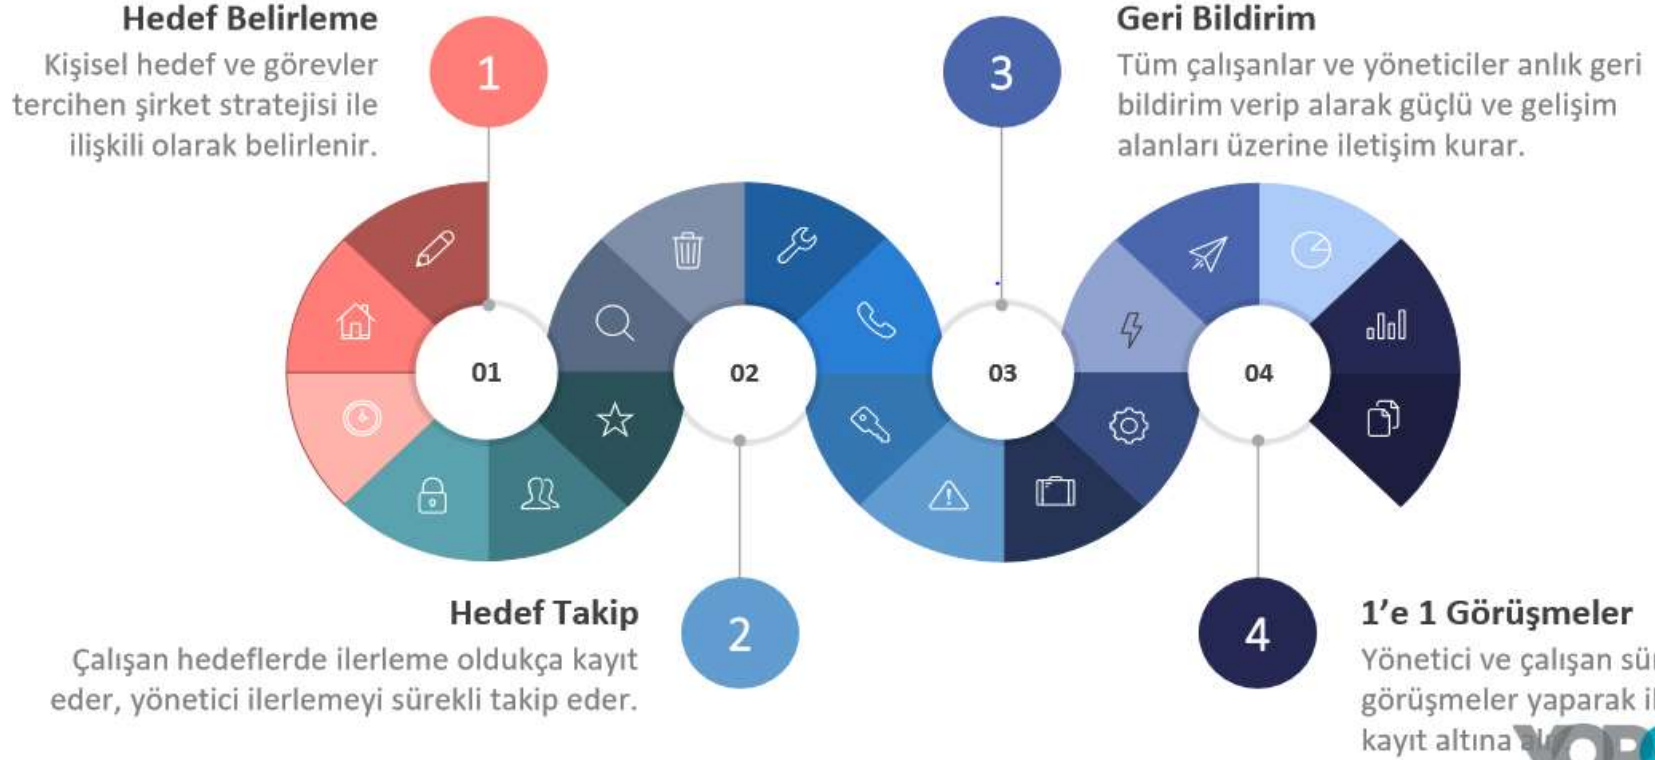 Hedef Belirleme
Kişisel hedef ve görevler
tercihen şirket stratejisi ile
ilişkili olarak belirlenir.
1
3
Geri Bildirim
Tüm çalışanlar ve yöneticiler anlık geri
bildirim verip alarak güçlü ve gelişim
alanları üzerine iletişim kurar.
01
02
03
04
Hedef Takip
Çalışan hedeflerde ilerleme oldukça kayıt
eder, yönetici ilerlemeyi sürekli takip eder.
2
4
1’e 1 Görüşmeler
Yönetici ve çalışan
görüşmeler yaparak
kayıt altına